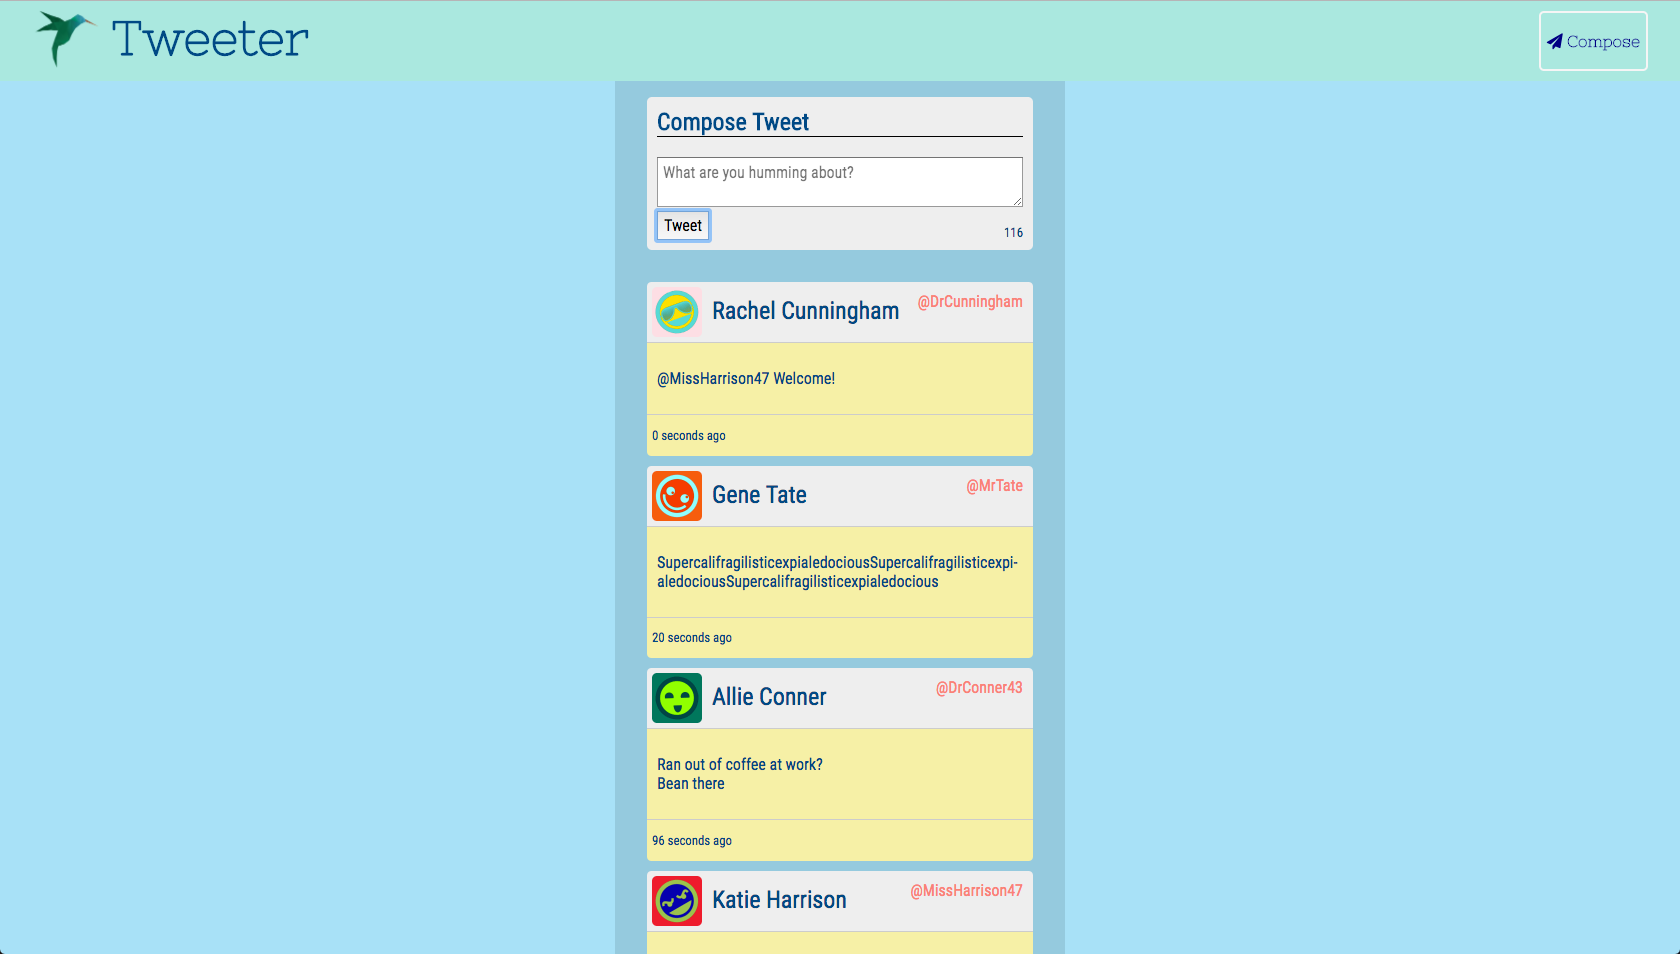 Tweeter
Compose
Compose Tweet
What are you humming about?
Tweet
116
Rachel Cunningham
@DrCunningham
@MissHarrison47 Welcome!
0 seconds ago
Gene Tate
@MrTate
SupercalifragilisticexpialedociousSupercalifragilisticexpi-
aledociousSupercalifragilisticexpialedocious
20 seconds ago
Allie Conner
@DrConner43
Ran out of coffee at work?
Bean there
96 seconds ago
Katie Harrison
@MissHarrison47